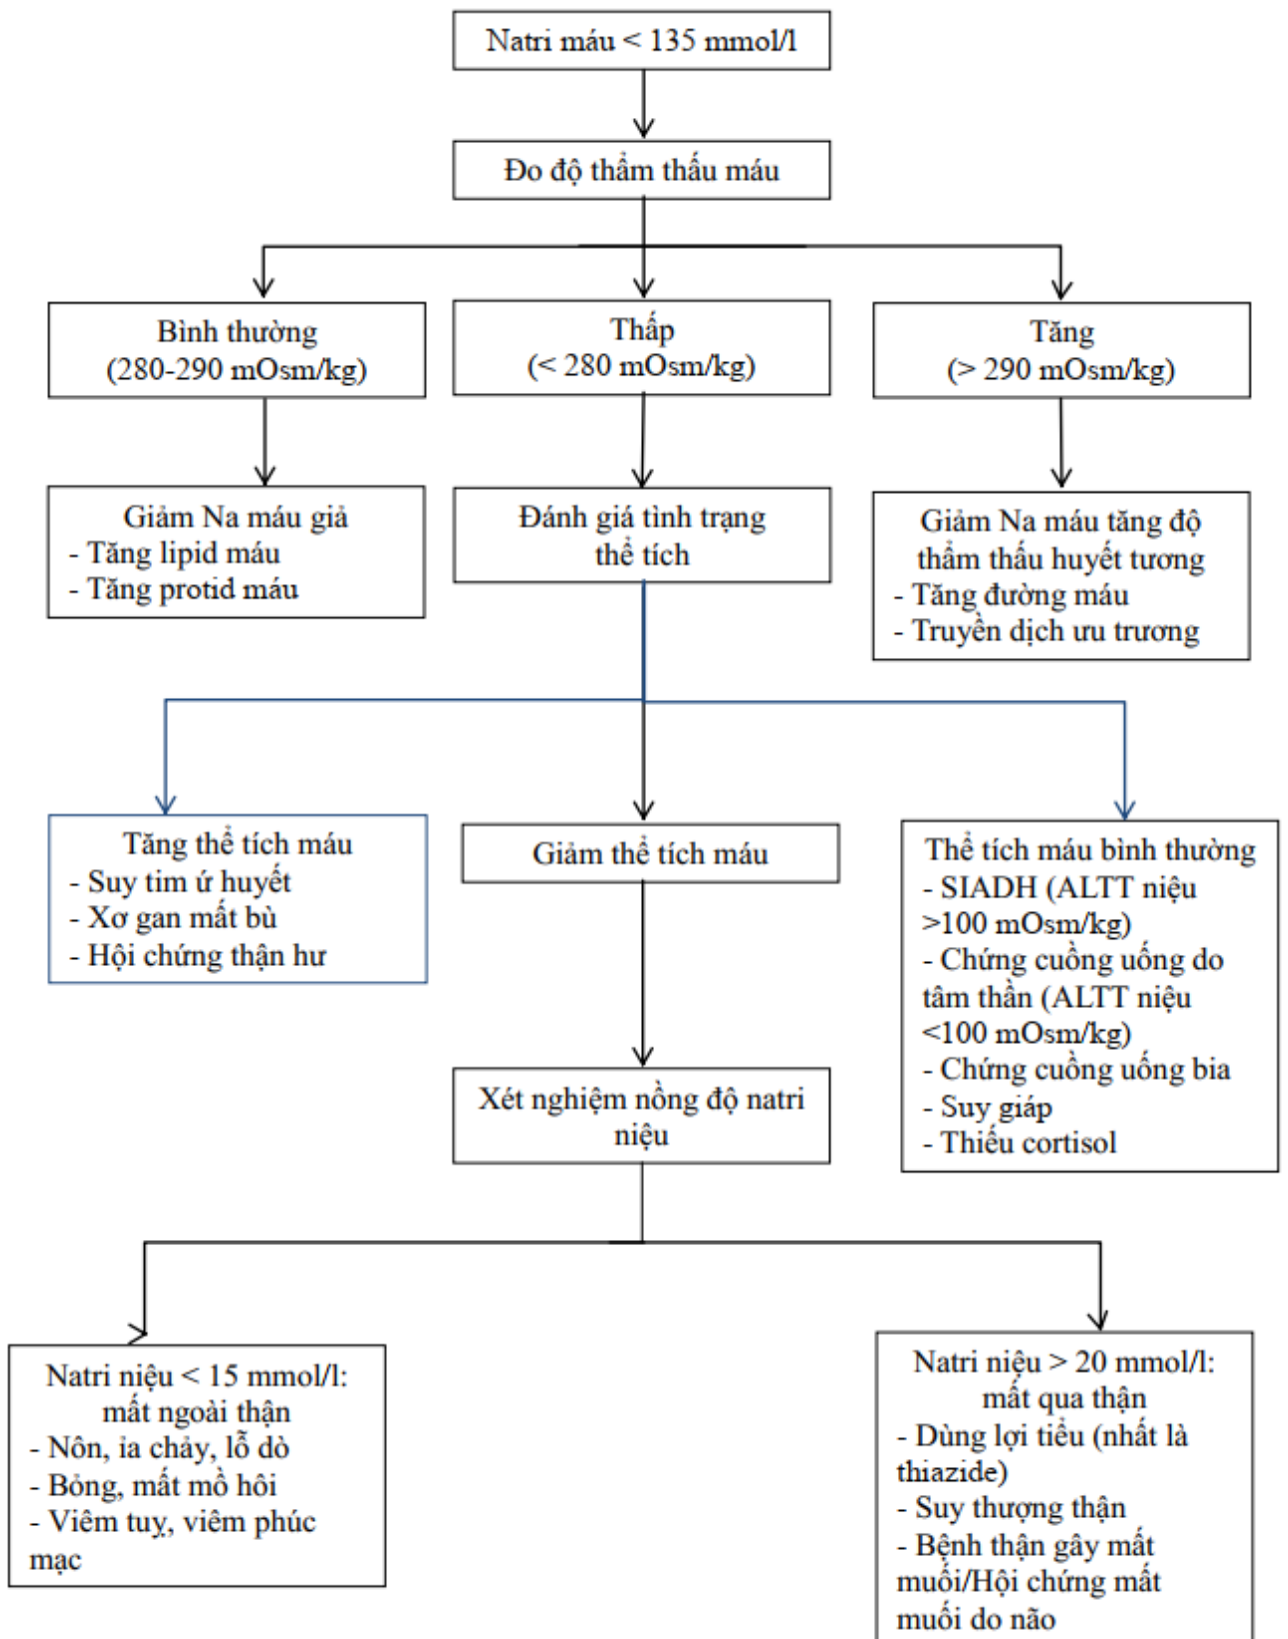 Natri máu < 135 mmol/l
Đo độ thẩm thấu máu
Bình thường
(280-290 mOsm/kg)
Thấp
(< 280 mOsm/kg)
Tăng
(> 290 mOsm/kg)
Giảm Na máu giả
- Tăng lipid máu
- Tăng protid máu
Đánh giá tình trạng
thể tích
Giảm Na máu tăng độ
thẩm thấu huyết tương
- Tăng đường máu
- Truyền dịch ưu trương
Tăng thể tích máu
- Suy tim ứ huyết
- Xơ gan mất bù
- Hội chứng thận hư
Giảm thể tích máu
Thể tích máu bình thường
- SIADH (ALTT niệu
>100 mOsm/kg)
- Chứng cuồng uống do
tâm thần (ALTT niệu
<100 mOsm/kg)
- Chứng cuồng uống bia
- Suy giáp
- Thiếu cortisol
Xét nghiệm nồng độ natri
niệu
Natri niệu < 15 mmol/l:
mất ngoài thận
- Nôn, ỉa chảy, lỗ dò
- Bỏng, mất mồ hôi
- Viêm tuỵ, viêm phúc
mạc
Natri niệu > 20 mmol/l:
mất qua thận
- Dùng lợi tiểu (nhất là
thiazide)
- Suy thượng thận
- Bệnh thận gây mất
muối/Hội chứng mất
muối do não